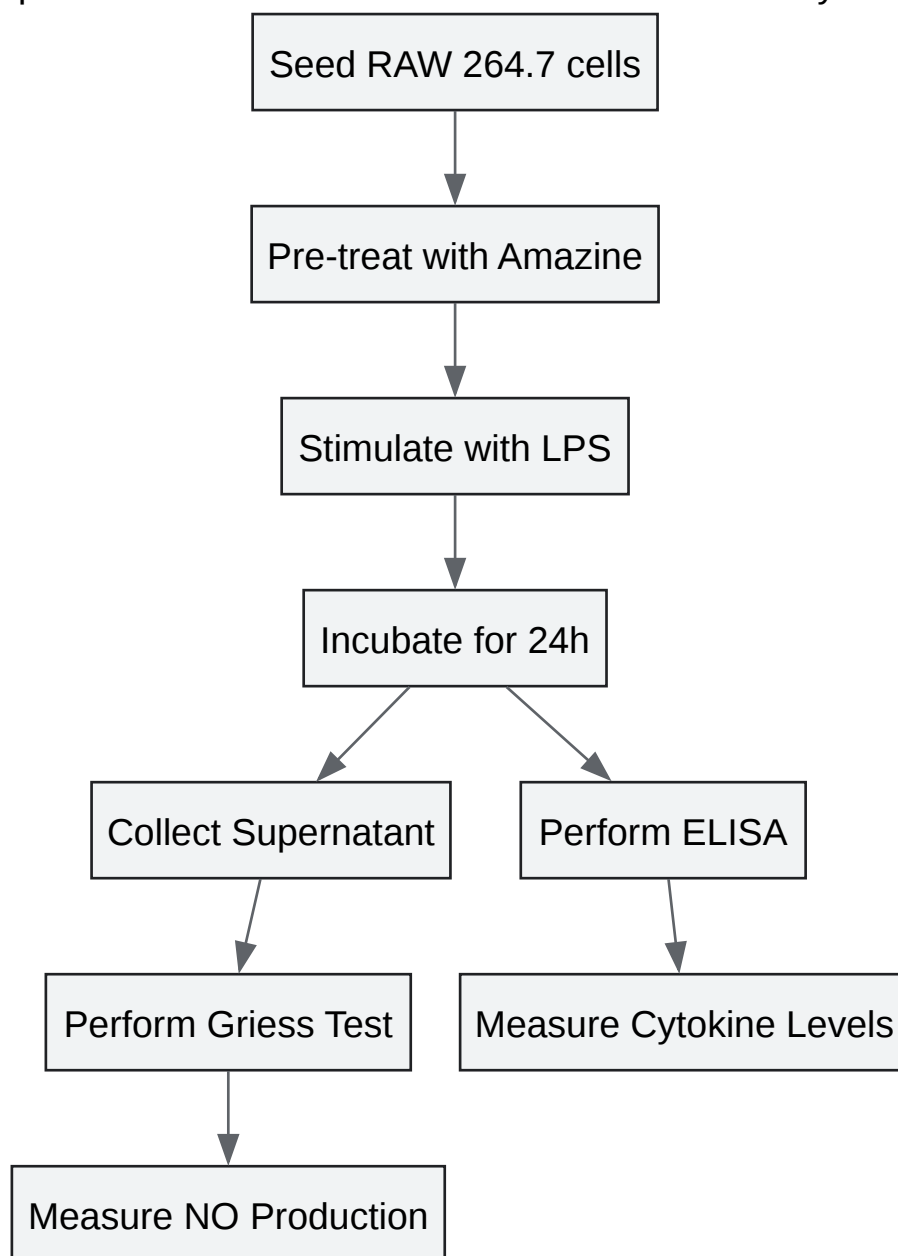 Seed RAW 264.7 cells
Pre-treat with Amazine
Stimulate with LPS
Incubate for 24h
Collect Supernatant
Perform ELISA
Perform Griess Test
Measure Cytokine Levels
Measure NO Production